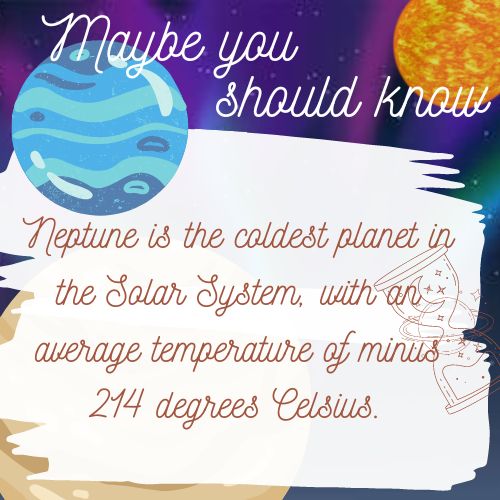 Maybe you
should know
Neptune is the coldest planet in
the Solar System, with an
average temperature of minus
214 degrees Celsius.